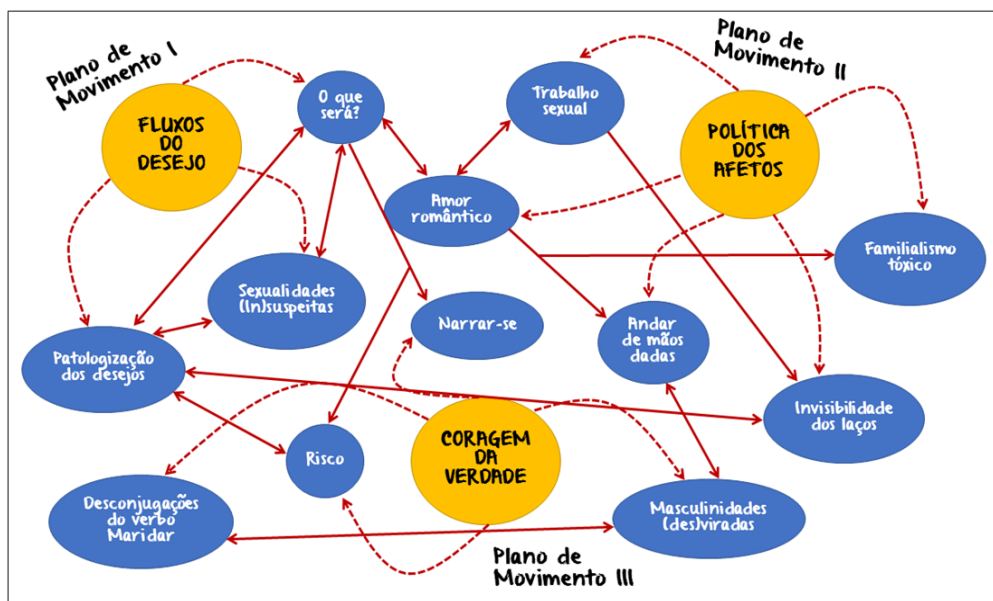 Plano de
Movimento I
FLUXOS
DO
DESEJO
O que
será?
Trabalho
sexual
Plano de
Movimento II
POLÍTICA
DOS
AFETOS
Amor
romântico
Familialismo
tóxico
Sexualidades
(In)suspeitas
Narrar-se
Andar
de mãos
dadas
Patologização
dos desejos
Invisibilidade
dos laços
CORAGEM
DA
VERDADE
Risco
Desconjugações
do verbo
Maridar
Masculinidades
(des)viradas
Plano de
Movimento III